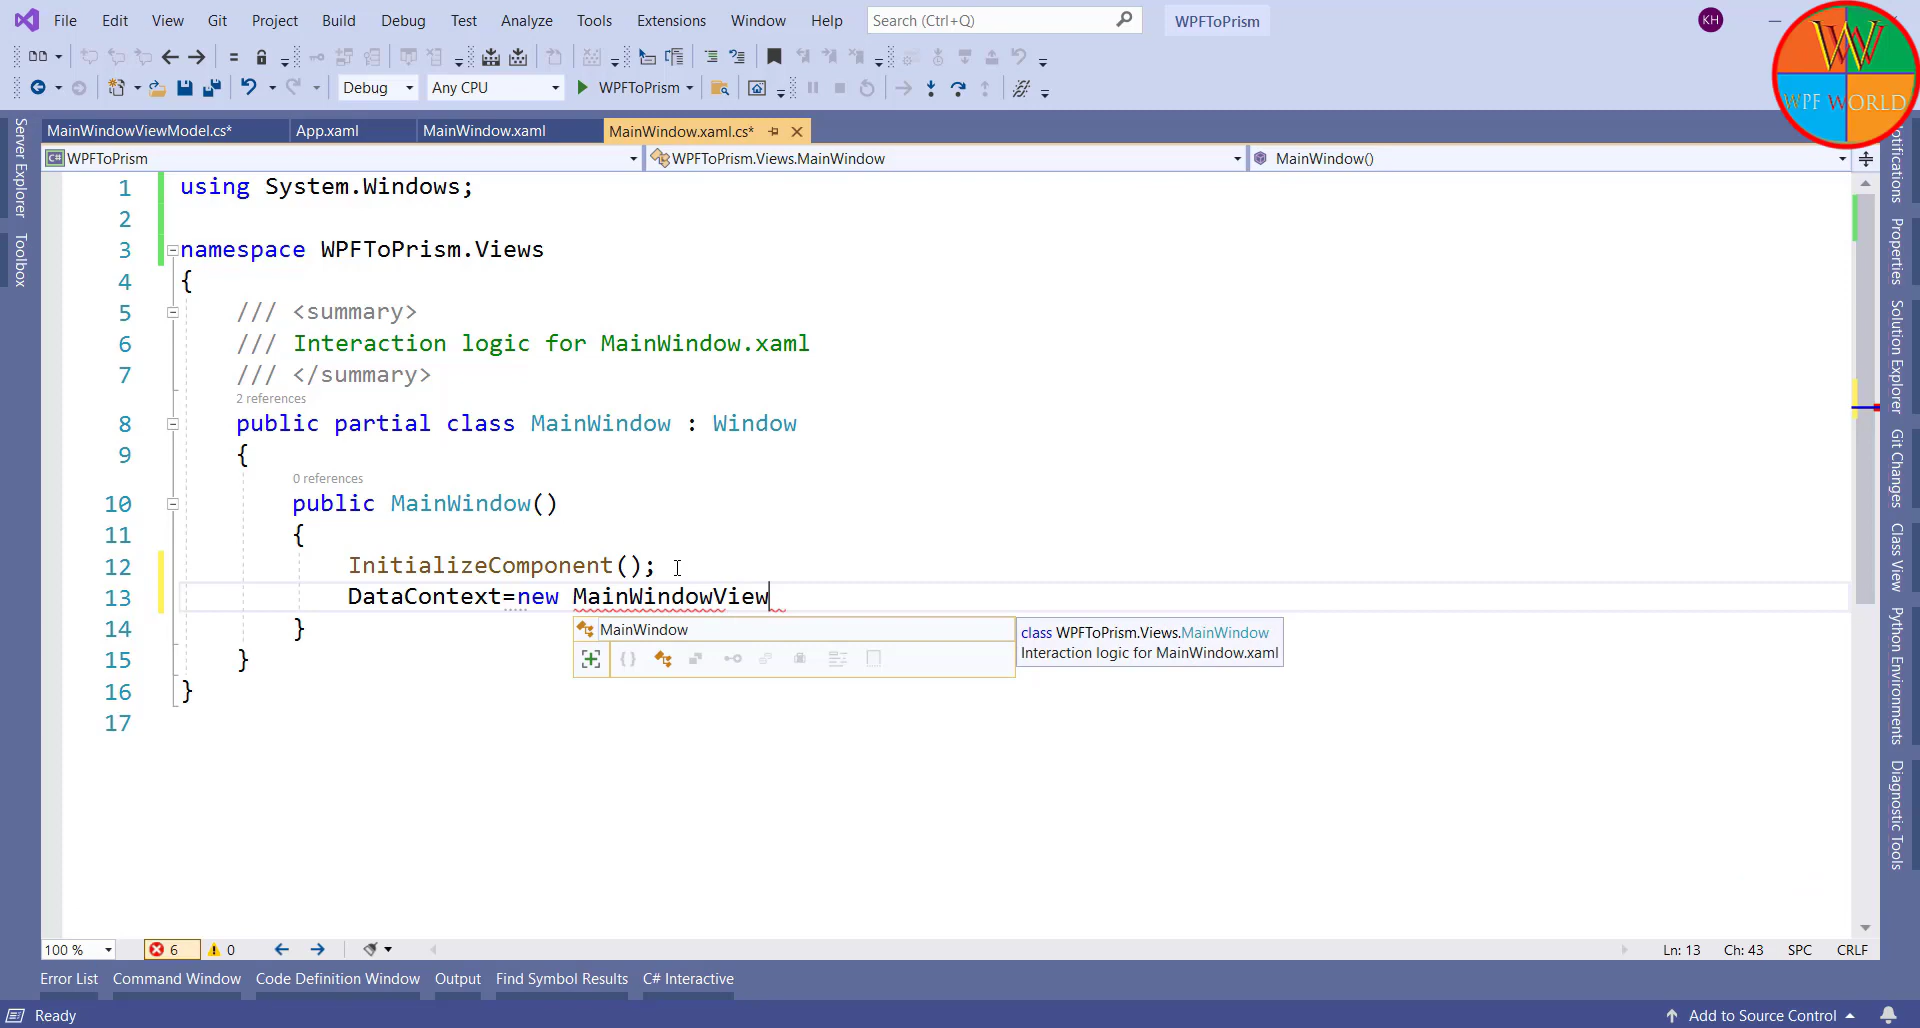 File Edit View Git Project Build Debug Test Analyze Tools Extensions Window Help Search (Ctrl+Q) WPFToPrism KH
WPF WORLD
Debug Any CPU WPFToPrism
MainWindowViewModel.cs* App.xaml MainWindow.xaml MainWindow.xaml.cs*
C# WPFToPrism WPFToPrism.Views.MainWindow MainWindow()
1 using System.Windows;
2
3 namespace WPFToPrism.Views
4 {
5 /// <summary>
6 /// Interaction logic for MainWindow.xaml
7 /// </summary>
2 references
8 public partial class MainWindow : Window
9 {
0 references
10 public MainWindow()
11 {
12 InitializeComponent();
13 DataContext=new MainWindowView
14 }
15 }
16 }
17
MainWindow
class WPFToPrism.Views.MainWindow
Interaction logic for MainWindow.xaml
Server Explorer
Toolbox
Notifications
Properties
Solution Explorer
Git Changes
Class View
Python Environments
Diagnostic Tools
100 % 6 0 Ln: 13 Ch: 43 SPC CRLF
Error List Command Window Code Definition Window Output Find Symbol Results C# Interactive
Ready Add to Source Control